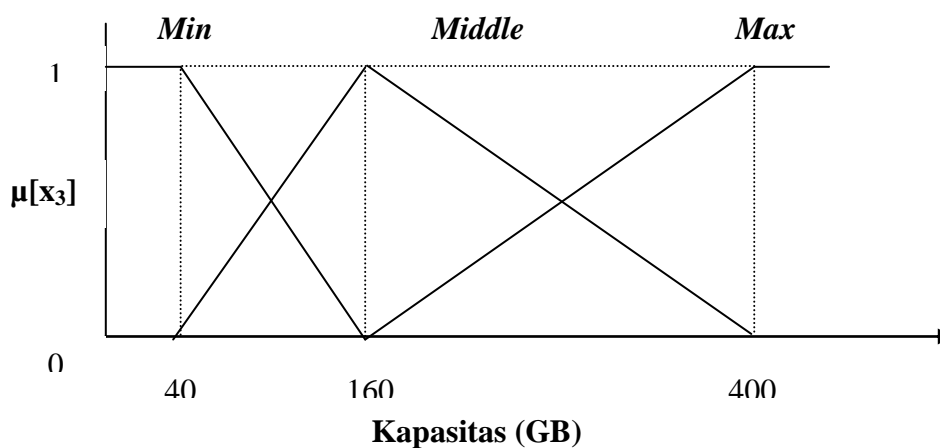 Min Middle Max
1
μ[x₃]
0
40 160 400
Kapasitas (GB)